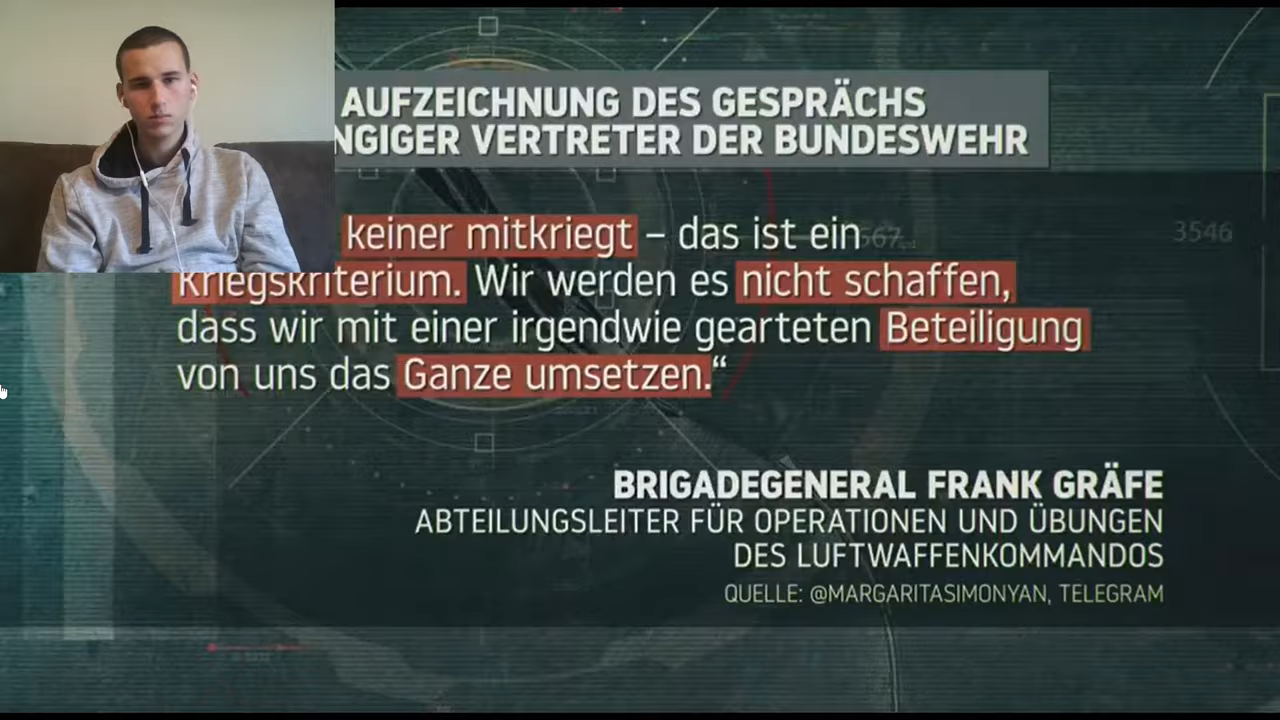 AUFZEICHNUNG DES GESPRÄCHS
NGIGER VERTRETER DER BUNDESWEHR
keiner mitkriegt – das ist ein
Kriegskriterium. Wir werden es nicht schaffen,
dass wir mit einer irgendwie gearteten Beteiligung
von uns das Ganze umsetzen.“
3546
567
BRIGADEGENERAL FRANK GRÄFE
ABTEILUNGSLEITER FÜR OPERATIONEN UND ÜBUNGEN
DES LUFTWAFFENKOMMANDOS
QUELLE: @MARGARITASIMONYAN, TELEGRAM